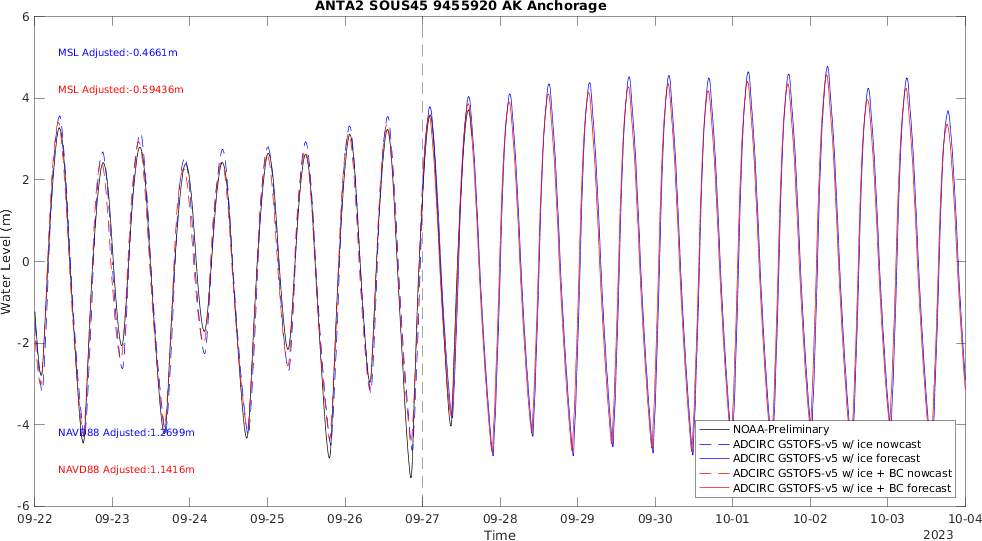 ANTA2 SOUS45 9455920 AK Anchorage
6
MSL Adjusted:-0.4661m
MSL Adjusted:-0.59436m
4
2
Water Level (m)
0
-2
-4
NAVD88 Adjusted:1.2699m
NAVD88 Adjusted:1.1416m
-6
NOAA-Preliminary
ADCIRC GSTOFS-v5 w/ ice nowcast
ADCIRC GSTOFS-v5 w/ ice forecast
ADCIRC GSTOFS-v5 w/ ice + BC nowcast
ADCIRC GSTOFS-v5 w/ ice + BC forecast
09-22 09-23 09-24 09-25 09-26 09-27 09-28 09-29 09-30 10-01 10-02 10-03 10-04
Time
2023